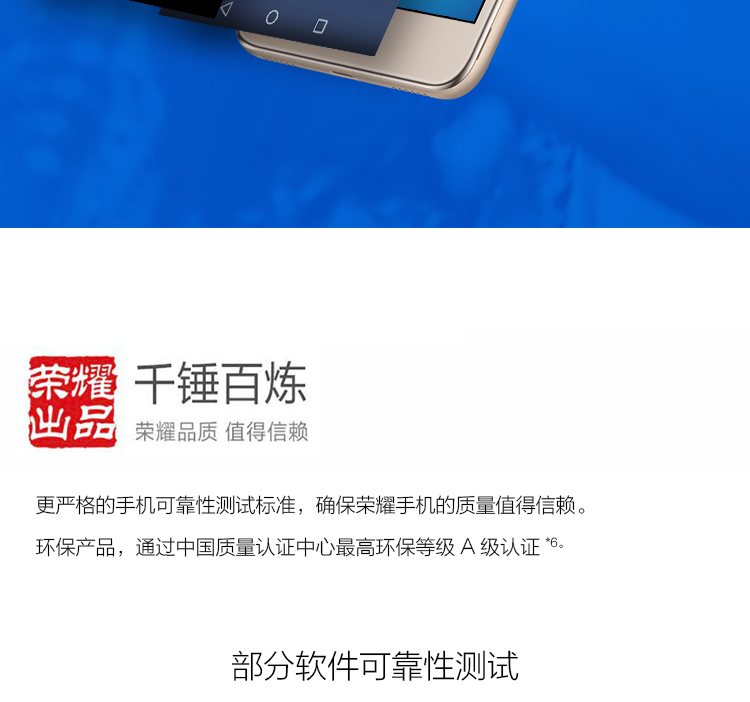 荣耀
出品
千锤百炼
荣耀品质 值得信赖
更严格的手机可靠性测试标准，确保荣耀手机的质量值得信赖。
环保产品，通过中国质量认证中心最高环保等级 A 级认证 *6。
部分软件可靠性测试